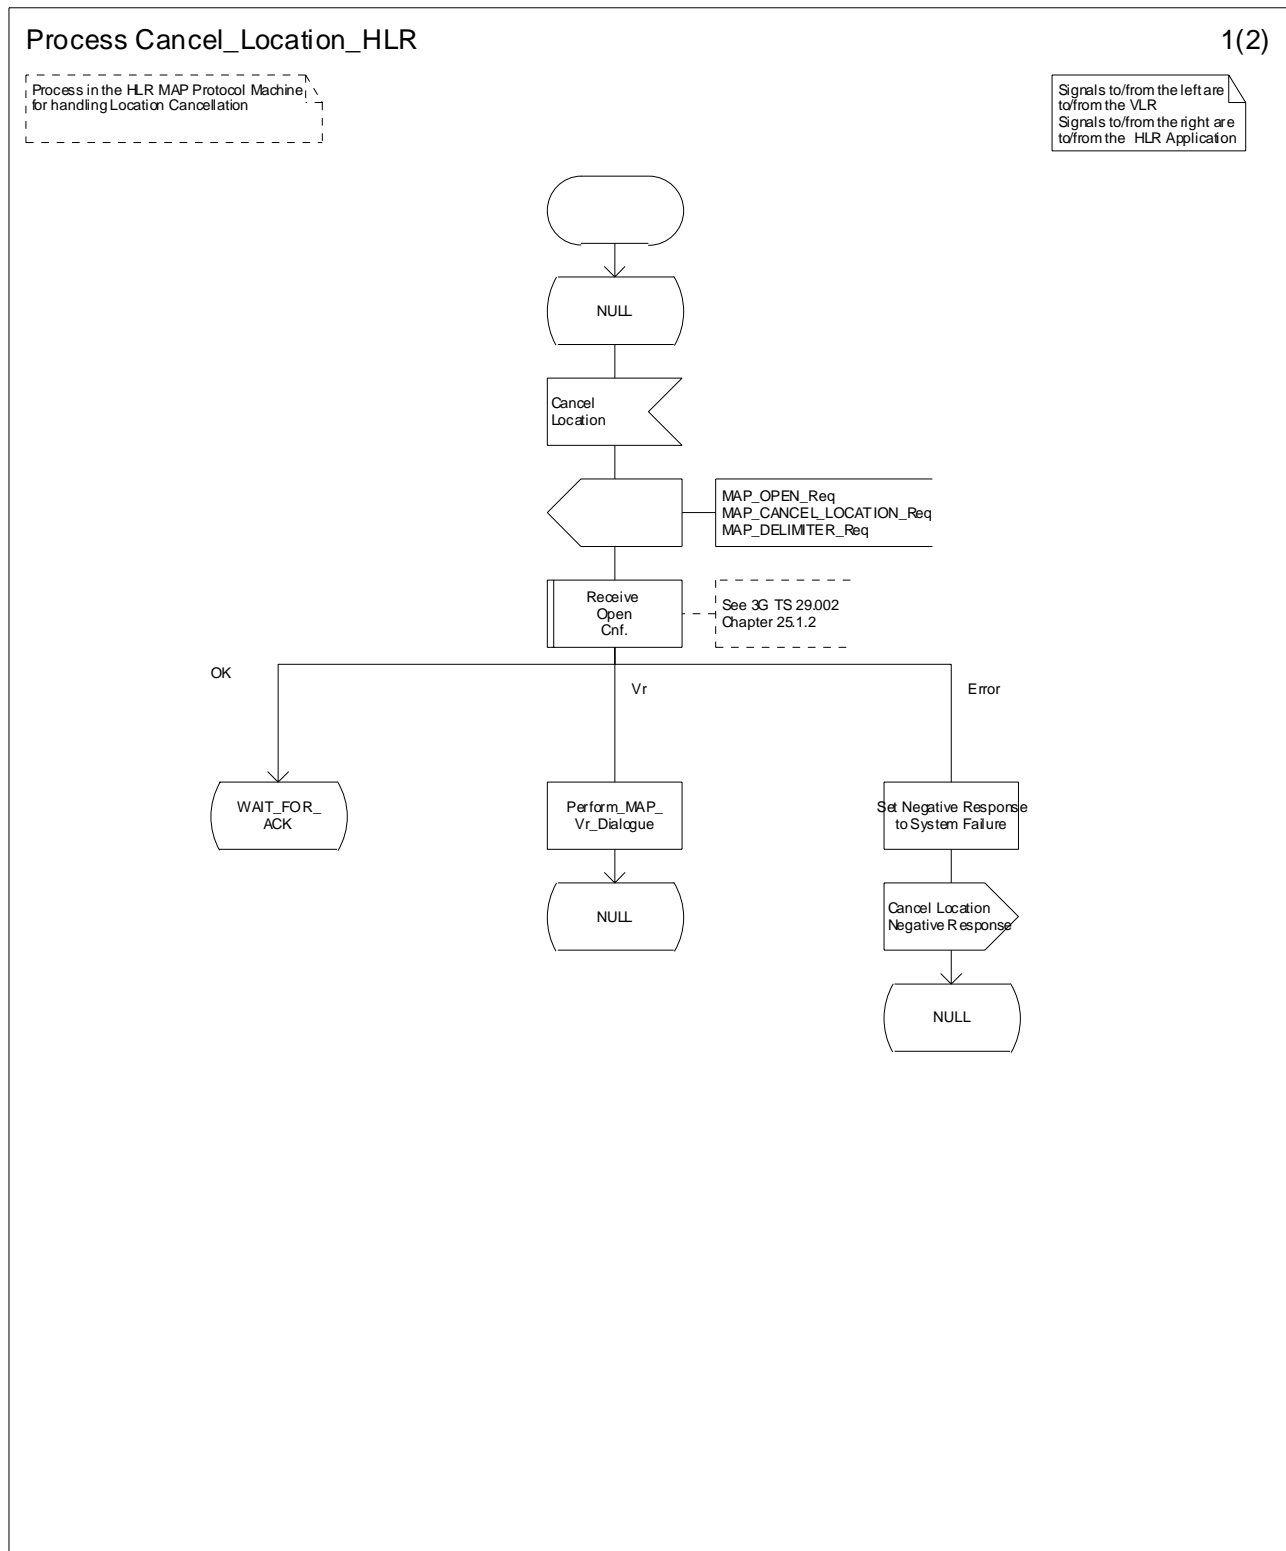 Process Cancel_Location_HLR
1(2)
Process in the HLR MAP Protocol Machine
for handling Location Cancellation
Signals to/from the left are
to/from the VLR
Signals to/from the right are
to/from the HLR Application
NULL
Cancel
Location
MAP_OPEN_Req
MAP_CANCEL_LOCATION_Req
MAP_DELIMITER_Req
Receive
Open
Cnf.
See 3G TS 29.002
Chapter 25.1.2
OK
Vr
Error
WAIT_FOR_
ACK
Perform_MAP_
Vr_Dialogue
Set Negative Response
to System Failure
NULL
Cancel Location
Negative Response
NULL